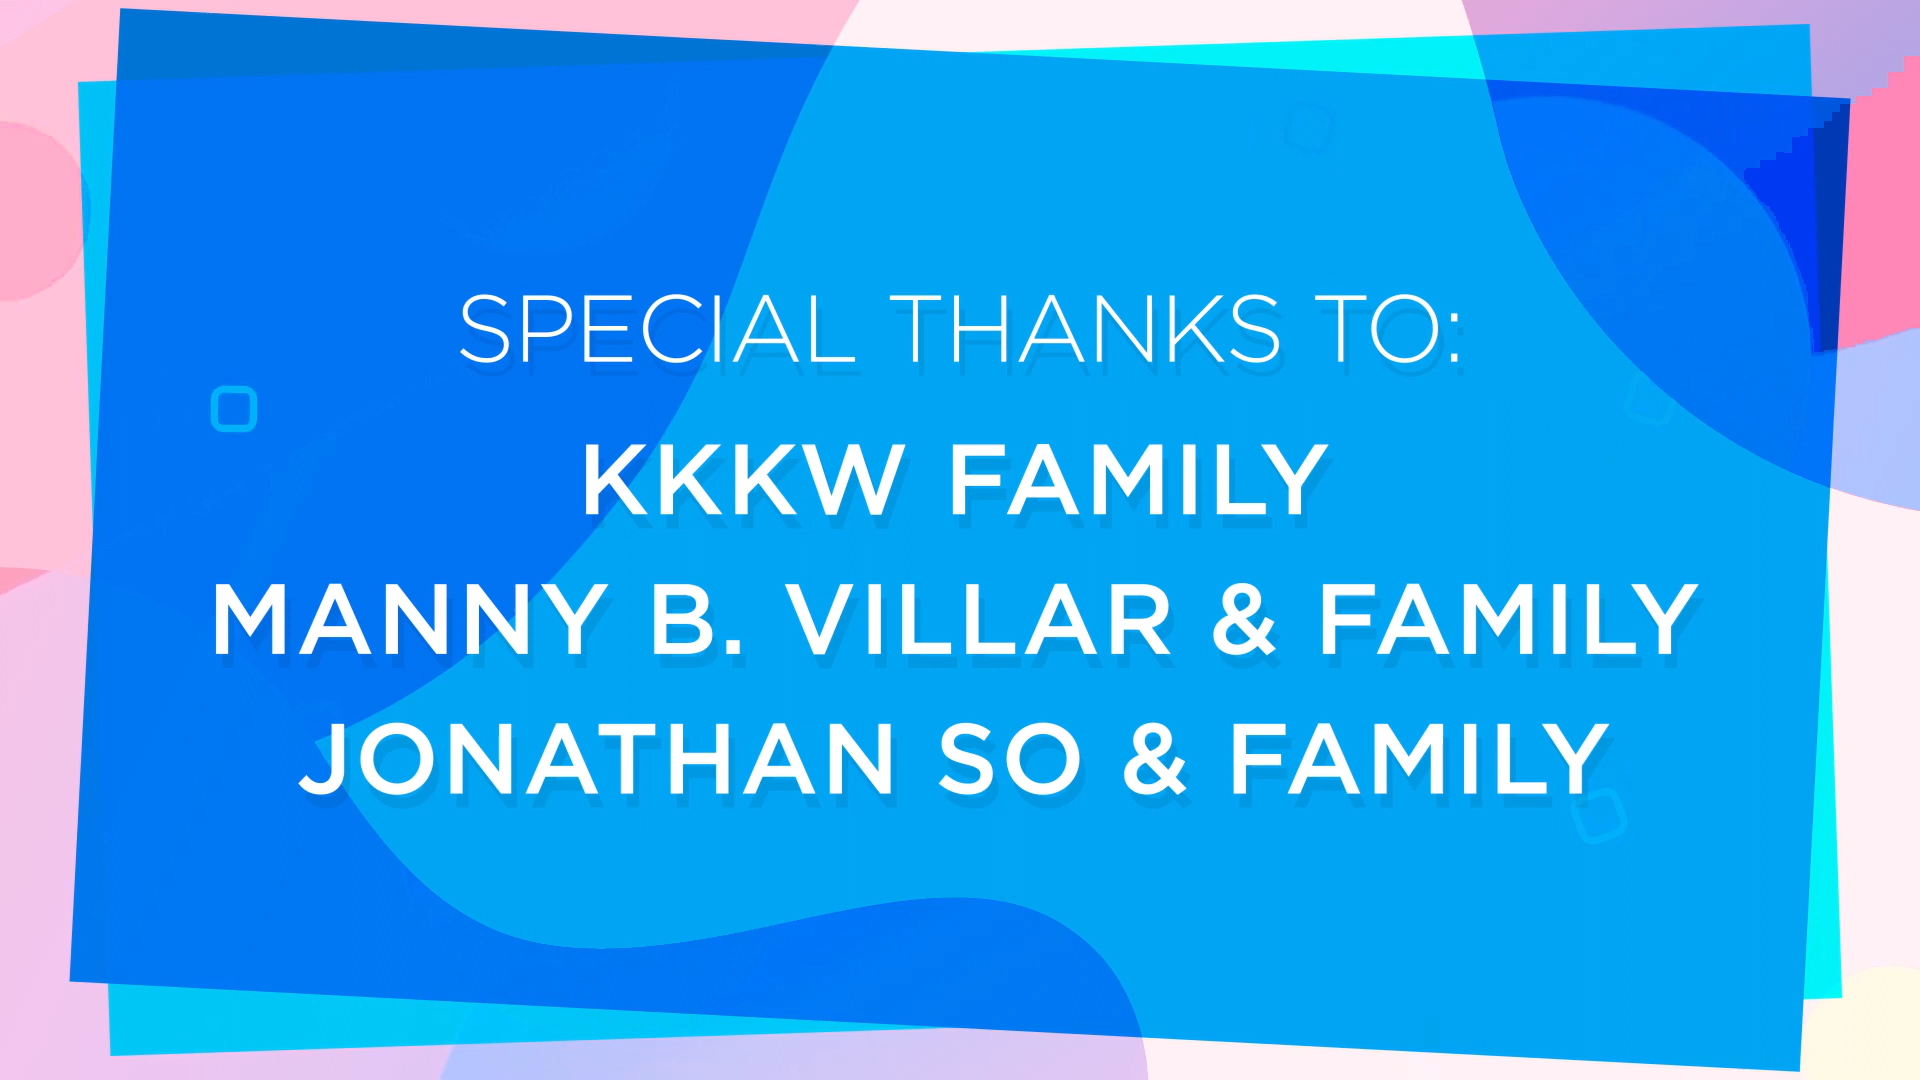 SPECIAL THANKS TO:
KKKW FAMILY
MANNY B. VILLAR & FAMILY
JONATHAN SO & FAMILY